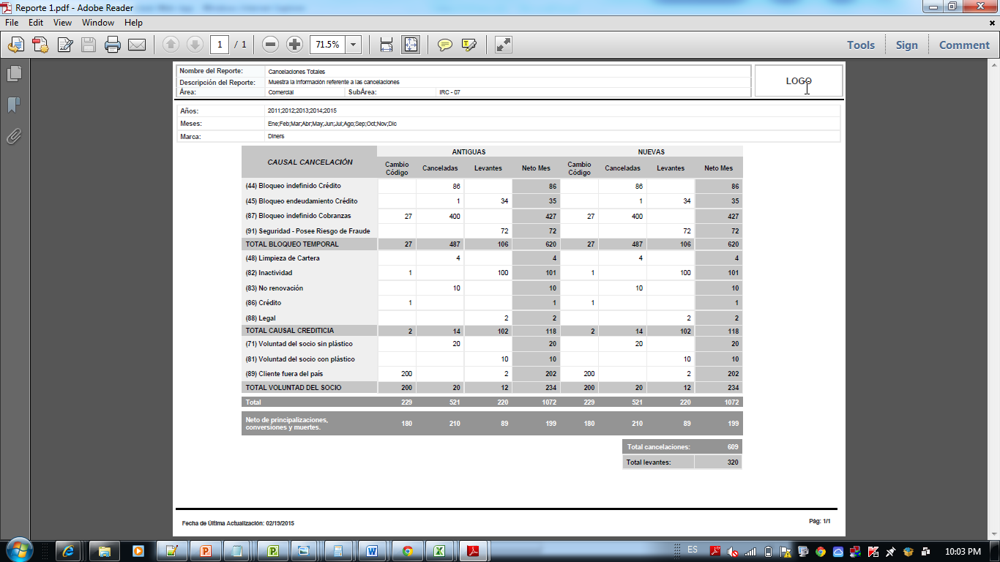 Reporte 1.pdf - Adobe Reader
File Edit View Window Help
1 / 1 71.5% Tools Sign Comment
Nombre del Reporte: Cancelaciones Totales
LOGO
Descripción del Reporte: Muestra la información referente a las cancelaciones
Área: Comercial SubÁrea: IRC - 07
Años: 2011;2012;2013;2014;2015
Meses: Ene;Feb;Mar;Abr;May;Jun;Jul;Ago;Sep;Oct;Nov;Dic
Marca: Diners
CAUSAL CANCELACIÓN ANTIGUAS NUEVAS
Cambio Código Canceladas Levantes Neto Mes Cambio Código Canceladas Levantes Neto Mes
(44) Bloqueo indefinido Crédito 86 86 86 86
(45) Bloqueo endeudamiento Crédito 1 34 35 1 34 35
(87) Bloqueo indefinido Cobranzas 27 400 427 27 400 427
(91) Seguridad - Posee Riesgo de Fraude 72 72 72 72
TOTAL BLOQUEO TEMPORAL 27 487 106 620 27 487 106 620
(48) Limpieza de Cartera 4 4 4 4
(82) Inactividad 1 100 101 1 100 101
(83) No renovación 10 10 10 10
(86) Crédito 1 1 1 1
(88) Legal 2 2 2 2
TOTAL CAUSAL CREDITICIA 2 14 102 118 2 14 102 118
(71) Voluntad del socio sin plástico 20 20 20 20
(81) Voluntad del socio con plástico 10 10 10 10
(89) Cliente fuera del país 200 2 202 200 2 202
TOTAL VOLUNTAD DEL SOCIO 200 20 12 234 200 20 12 234
Total 229 521 220 1072 229 521 220 1072
Neto de principalizaciones, conversiones y muertes. 180 210 89 199 180 210 89 199
Total cancelaciones: 609
Total levantes: 320
Fecha de Última Actualización: 02/19/2015
Pág: 1/1
ES 10:03 PM